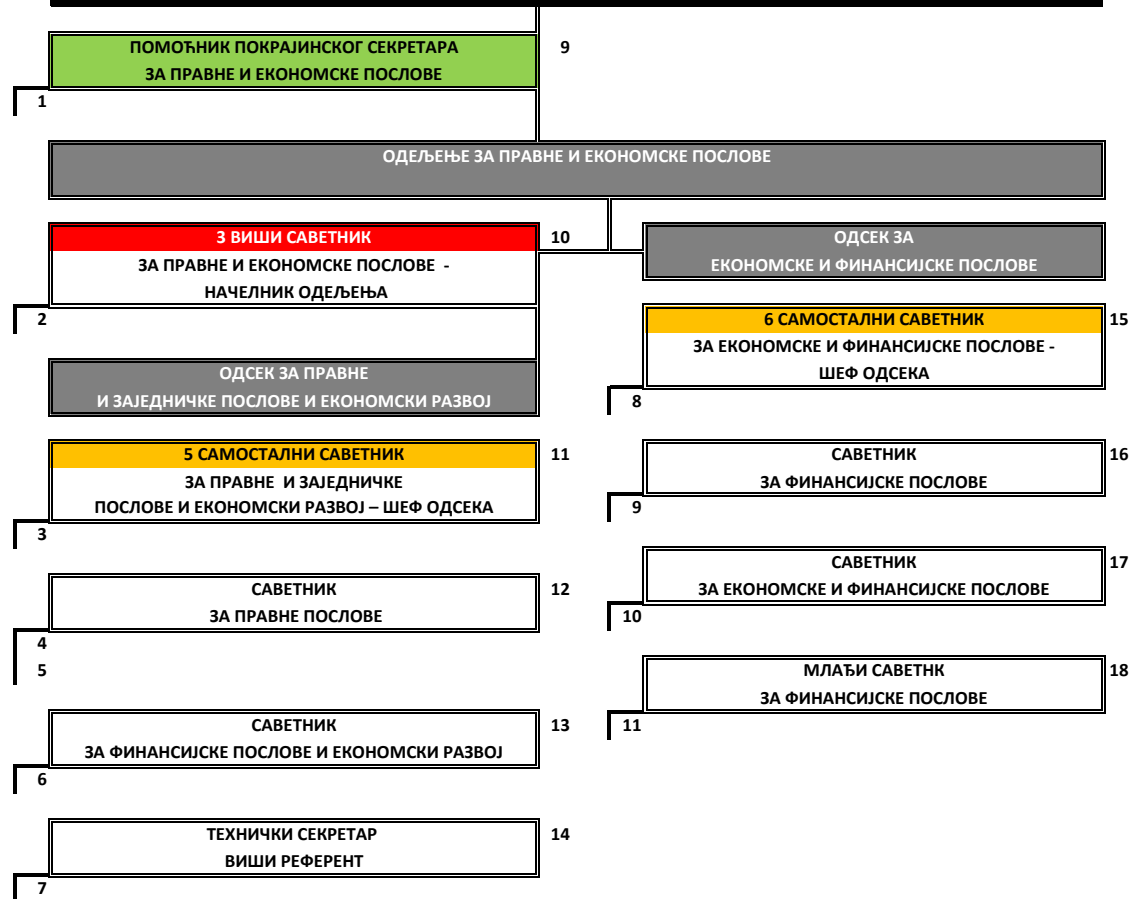 ПОМОЋНИК ПОКРАЈИНСКОГ СЕКРЕТАРА
ЗА ПРАВНЕ И ЕКОНОМСКЕ ПОСЛОВЕ
9
1
ОДЕЉЕЊЕ ЗА ПРАВНЕ И ЕКОНОМСКЕ ПОСЛОВЕ
3 ВИШИ САВЕТНИК
ЗА ПРАВНЕ И ЕКОНОМСКЕ ПОСЛОВЕ -
НАЧЕЛНИК ОДЕЉЕЊА
10
2
ОДСЕК ЗА ПРАВНЕ
И ЗАЈЕДНИЧКЕ ПОСЛОВЕ И ЕКОНОМСКИ РАЗВОЈ
5 САМОСТАЛНИ САВЕТНИК
ЗА ПРАВНЕ И ЗАЈЕДНИЧКЕ
ПОСЛОВЕ И ЕКОНОМСКИ РАЗВОЈ – ШЕФ ОДСЕКА
11
3
САВЕТНИК
ЗА ПРАВНЕ ПОСЛОВЕ
12
4
5
САВЕТНИК
ЗА ФИНАНСИЈСКЕ ПОСЛОВЕ И ЕКОНОМСКИ РАЗВОЈ
13
6
ТЕХНИЧКИ СЕКРЕТАР
ВИШИ РЕФЕРЕНТ
14
7
ОДСЕК ЗА
ЕКОНОМСКЕ И ФИНАНСИЈСКЕ ПОСЛОВЕ
6 САМОСТАЛНИ САВЕТНИК
ЗА ЕКОНОМСКЕ И ФИНАНСИЈСКЕ ПОСЛОВЕ -
ШЕФ ОДСЕКА
15
8
САВЕТНИК
ЗА ФИНАНСИЈСКЕ ПОСЛОВЕ
16
9
САВЕТНИК
ЗА ЕКОНОМСКЕ И ФИНАНСИЈСКЕ ПОСЛОВЕ
17
10
МЛАЂИ САВЕТНК
ЗА ФИНАНСИЈСКЕ ПОСЛОВЕ
18
11